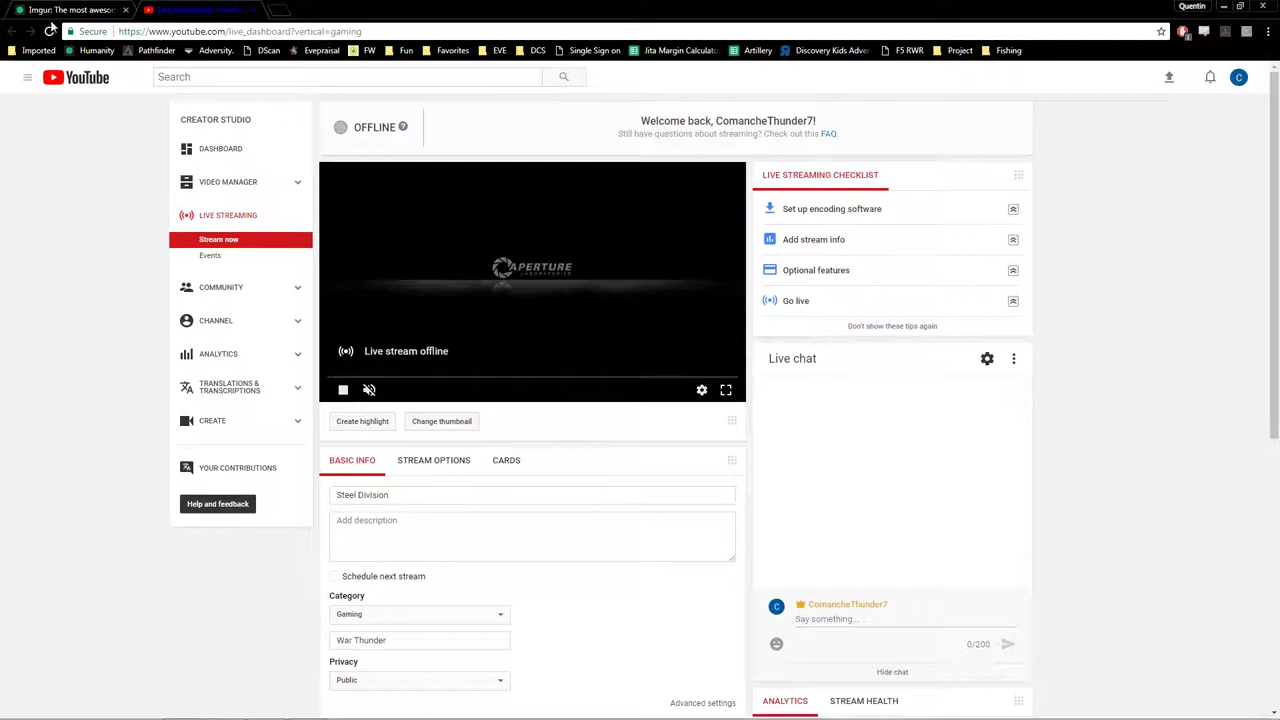 Imgur: The most awesom
Quentin
Secure https://www.youtube.com/live_dashboard?vertical=gaming
Imported Humanity Pathfinder Adversity. DScan Evepraisal FW Fun Favorites EVE DCS Single Sign on Jita Margin Calculato Artillery Discovery Kids Adver F5 RWR Project Fishing
YouTube Search C
CREATOR STUDIO
DASHBOARD
VIDEO MANAGER
LIVE STREAMING
Stream now
Events
COMMUNITY
CHANNEL
ANALYTICS
TRANSLATIONS &
TRANSCRIPTIONS
CREATE
YOUR CONTRIBUTIONS
Help and feedback
OFFLINE ?
Welcome back, ComancheThunder7!
Still have questions about streaming? Check out this FAQ.
APERTURE
LABORATORIES
Live stream offline
Create highlight Change thumbnail
BASIC INFO STREAM OPTIONS CARDS
Steel Division
Add description
Schedule next stream
Category
Gaming
War Thunder
Privacy
Public
Advanced settings
LIVE STREAMING CHECKLIST
Set up encoding software
Add stream info
Optional features
Go live
Don't show these tips again
Live chat
C ComancheThunder7
Say something...
0/200
Hide chat
ANALYTICS STREAM HEALTH